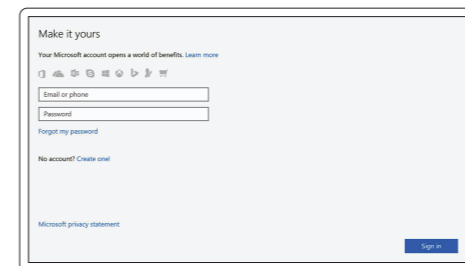 Make it yours
Your Microsoft account opens a world of benefits. Learn more
Email or phone
Password
Forgot my password
No account? Create one!
Microsoft privacy statement
Sign in